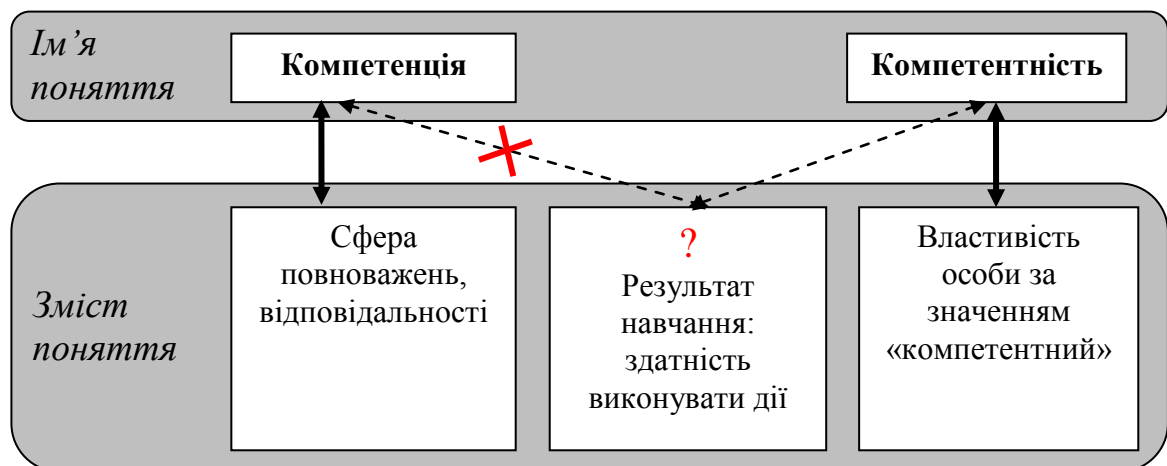 Ім’я
поняття
Компетенція
Компетентність
Зміст
поняття
Сфера
повноважень,
відповідальності
?
Результат
навчання:
здатність
виконувати дії
Властивість
особи за
значенням
«компетентний»